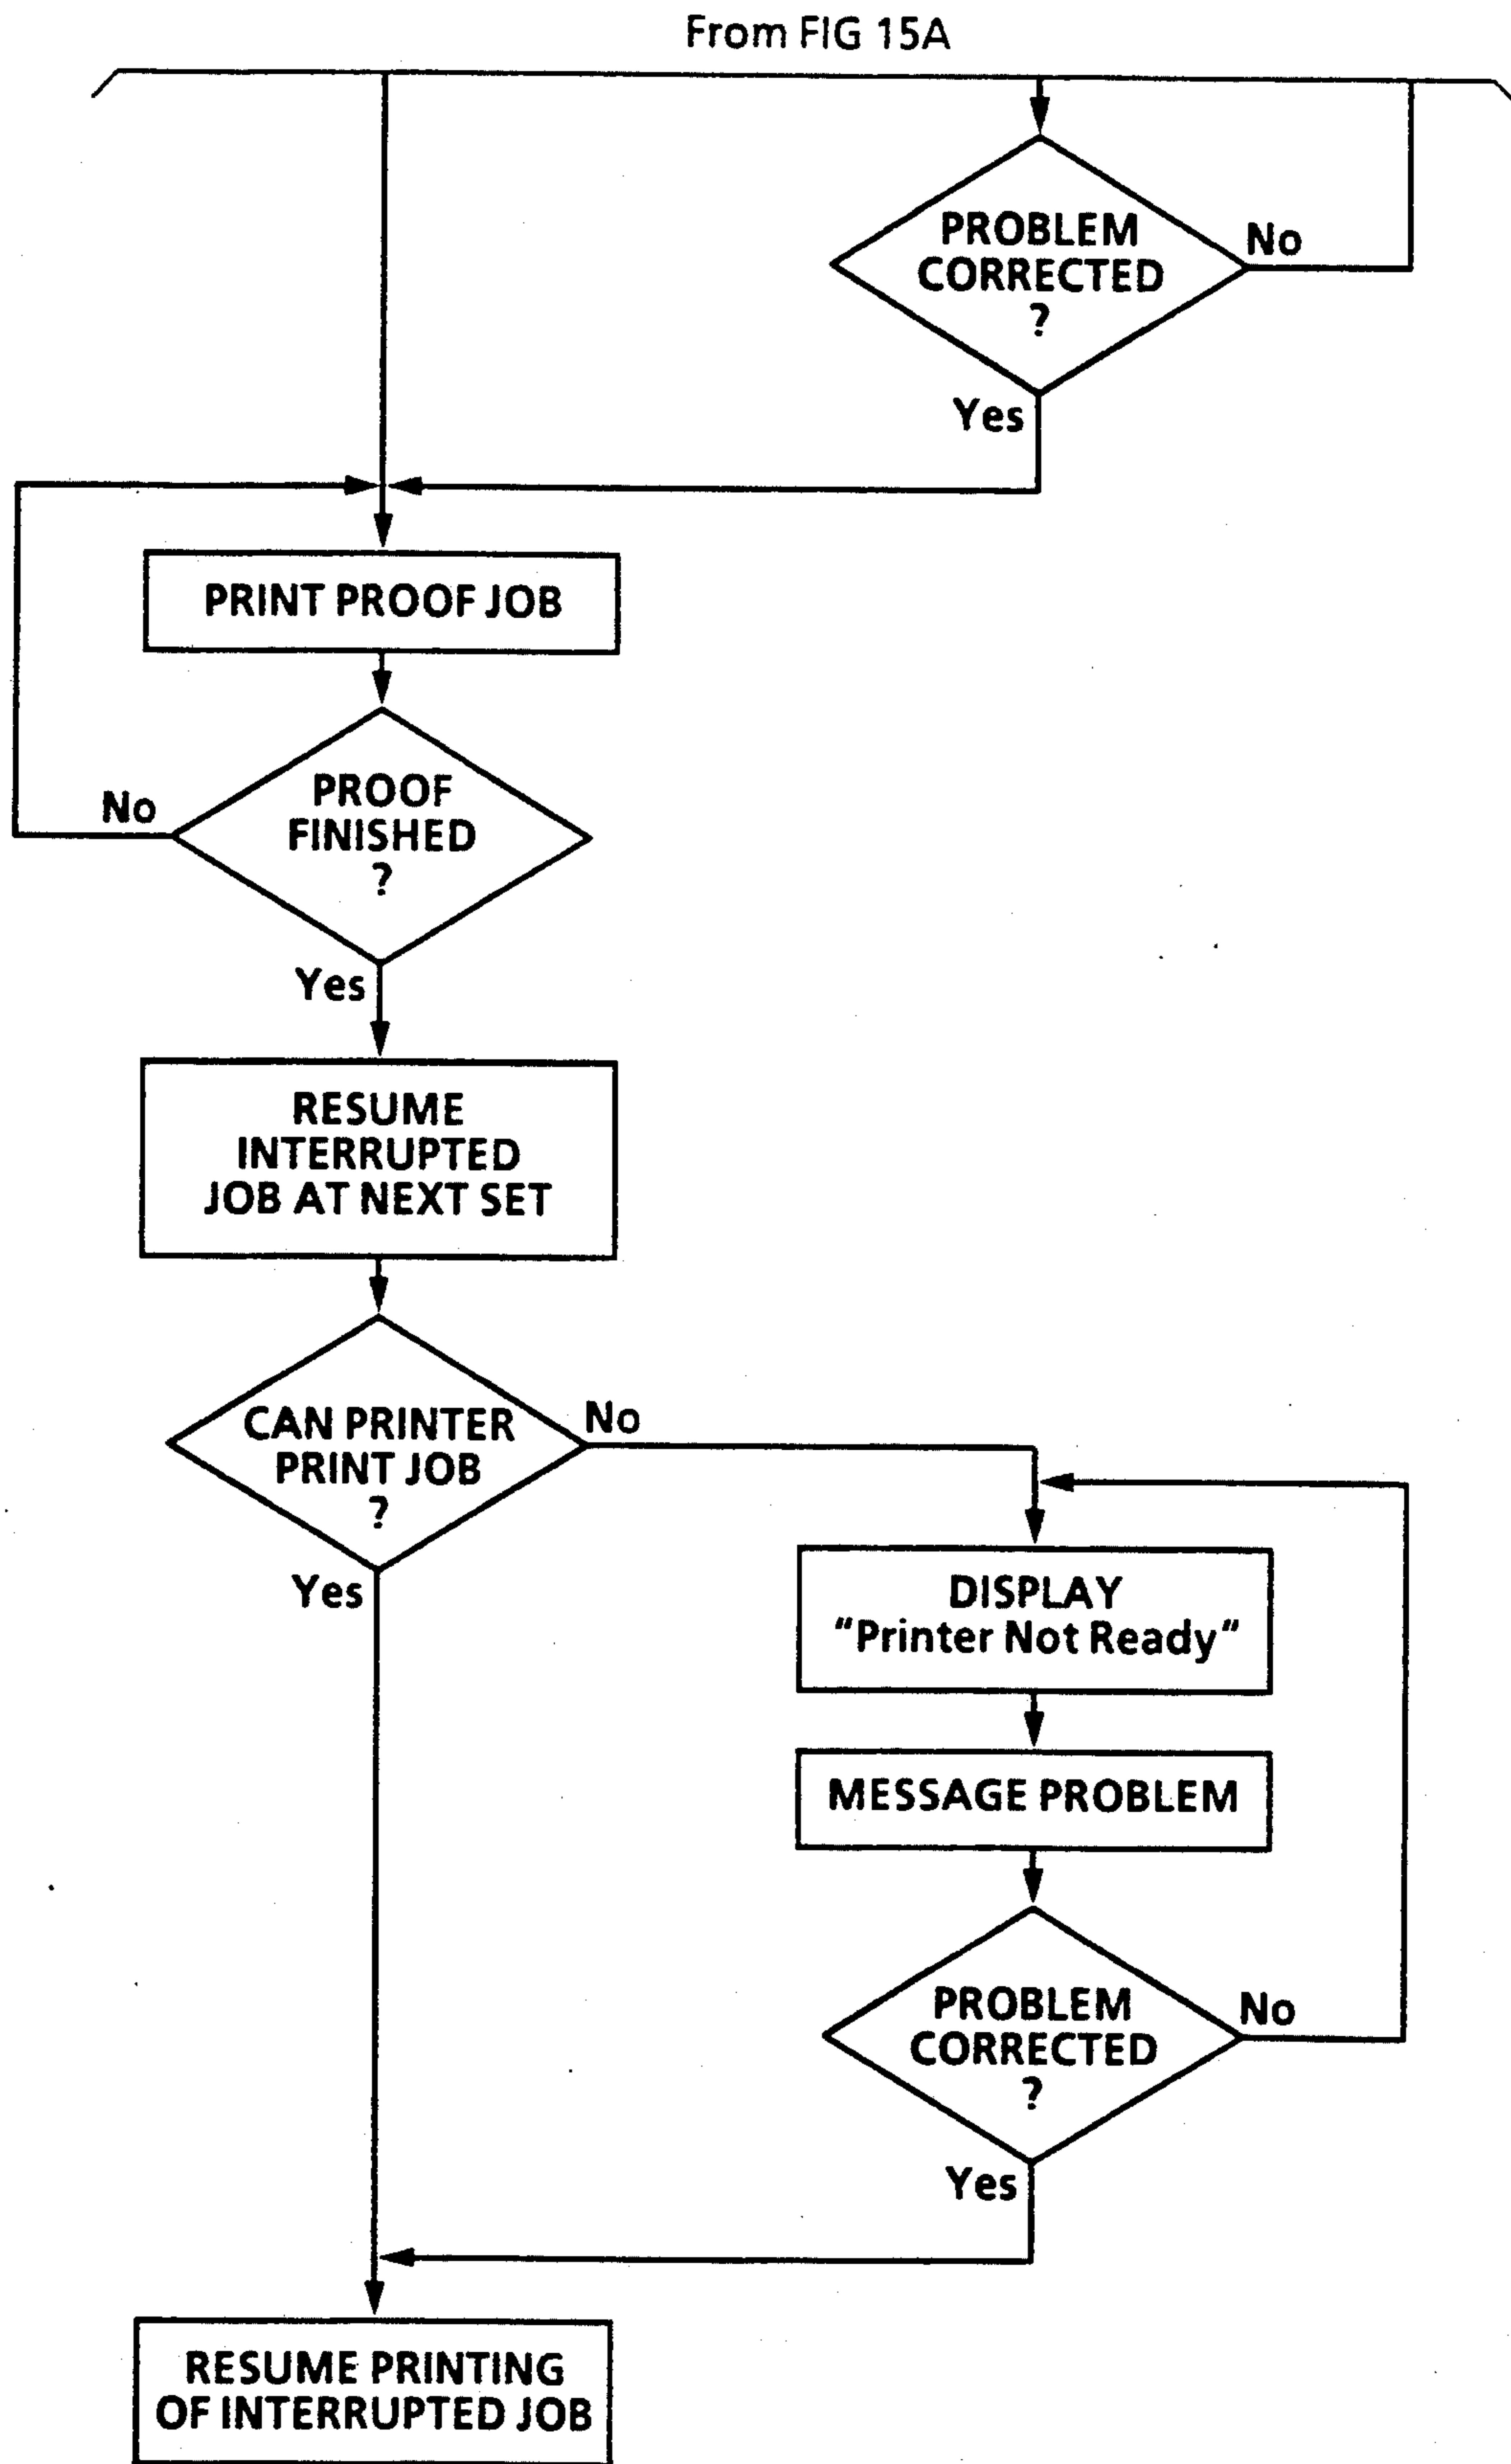 From FIG 15A
PROBLEM
CORRECTED
?
No
Yes
PRINT PROOF JOB
PROOF
FINISHED
?
No
Yes
RESUME
INTERRUPTED
JOB AT NEXT SET
CAN PRINTER
PRINT JOB
?
No
Yes
DISPLAY
"Printer Not Ready"
MESSAGE PROBLEM
PROBLEM
CORRECTED
?
No
Yes
RESUME PRINTING
OF INTERRUPTED JOB